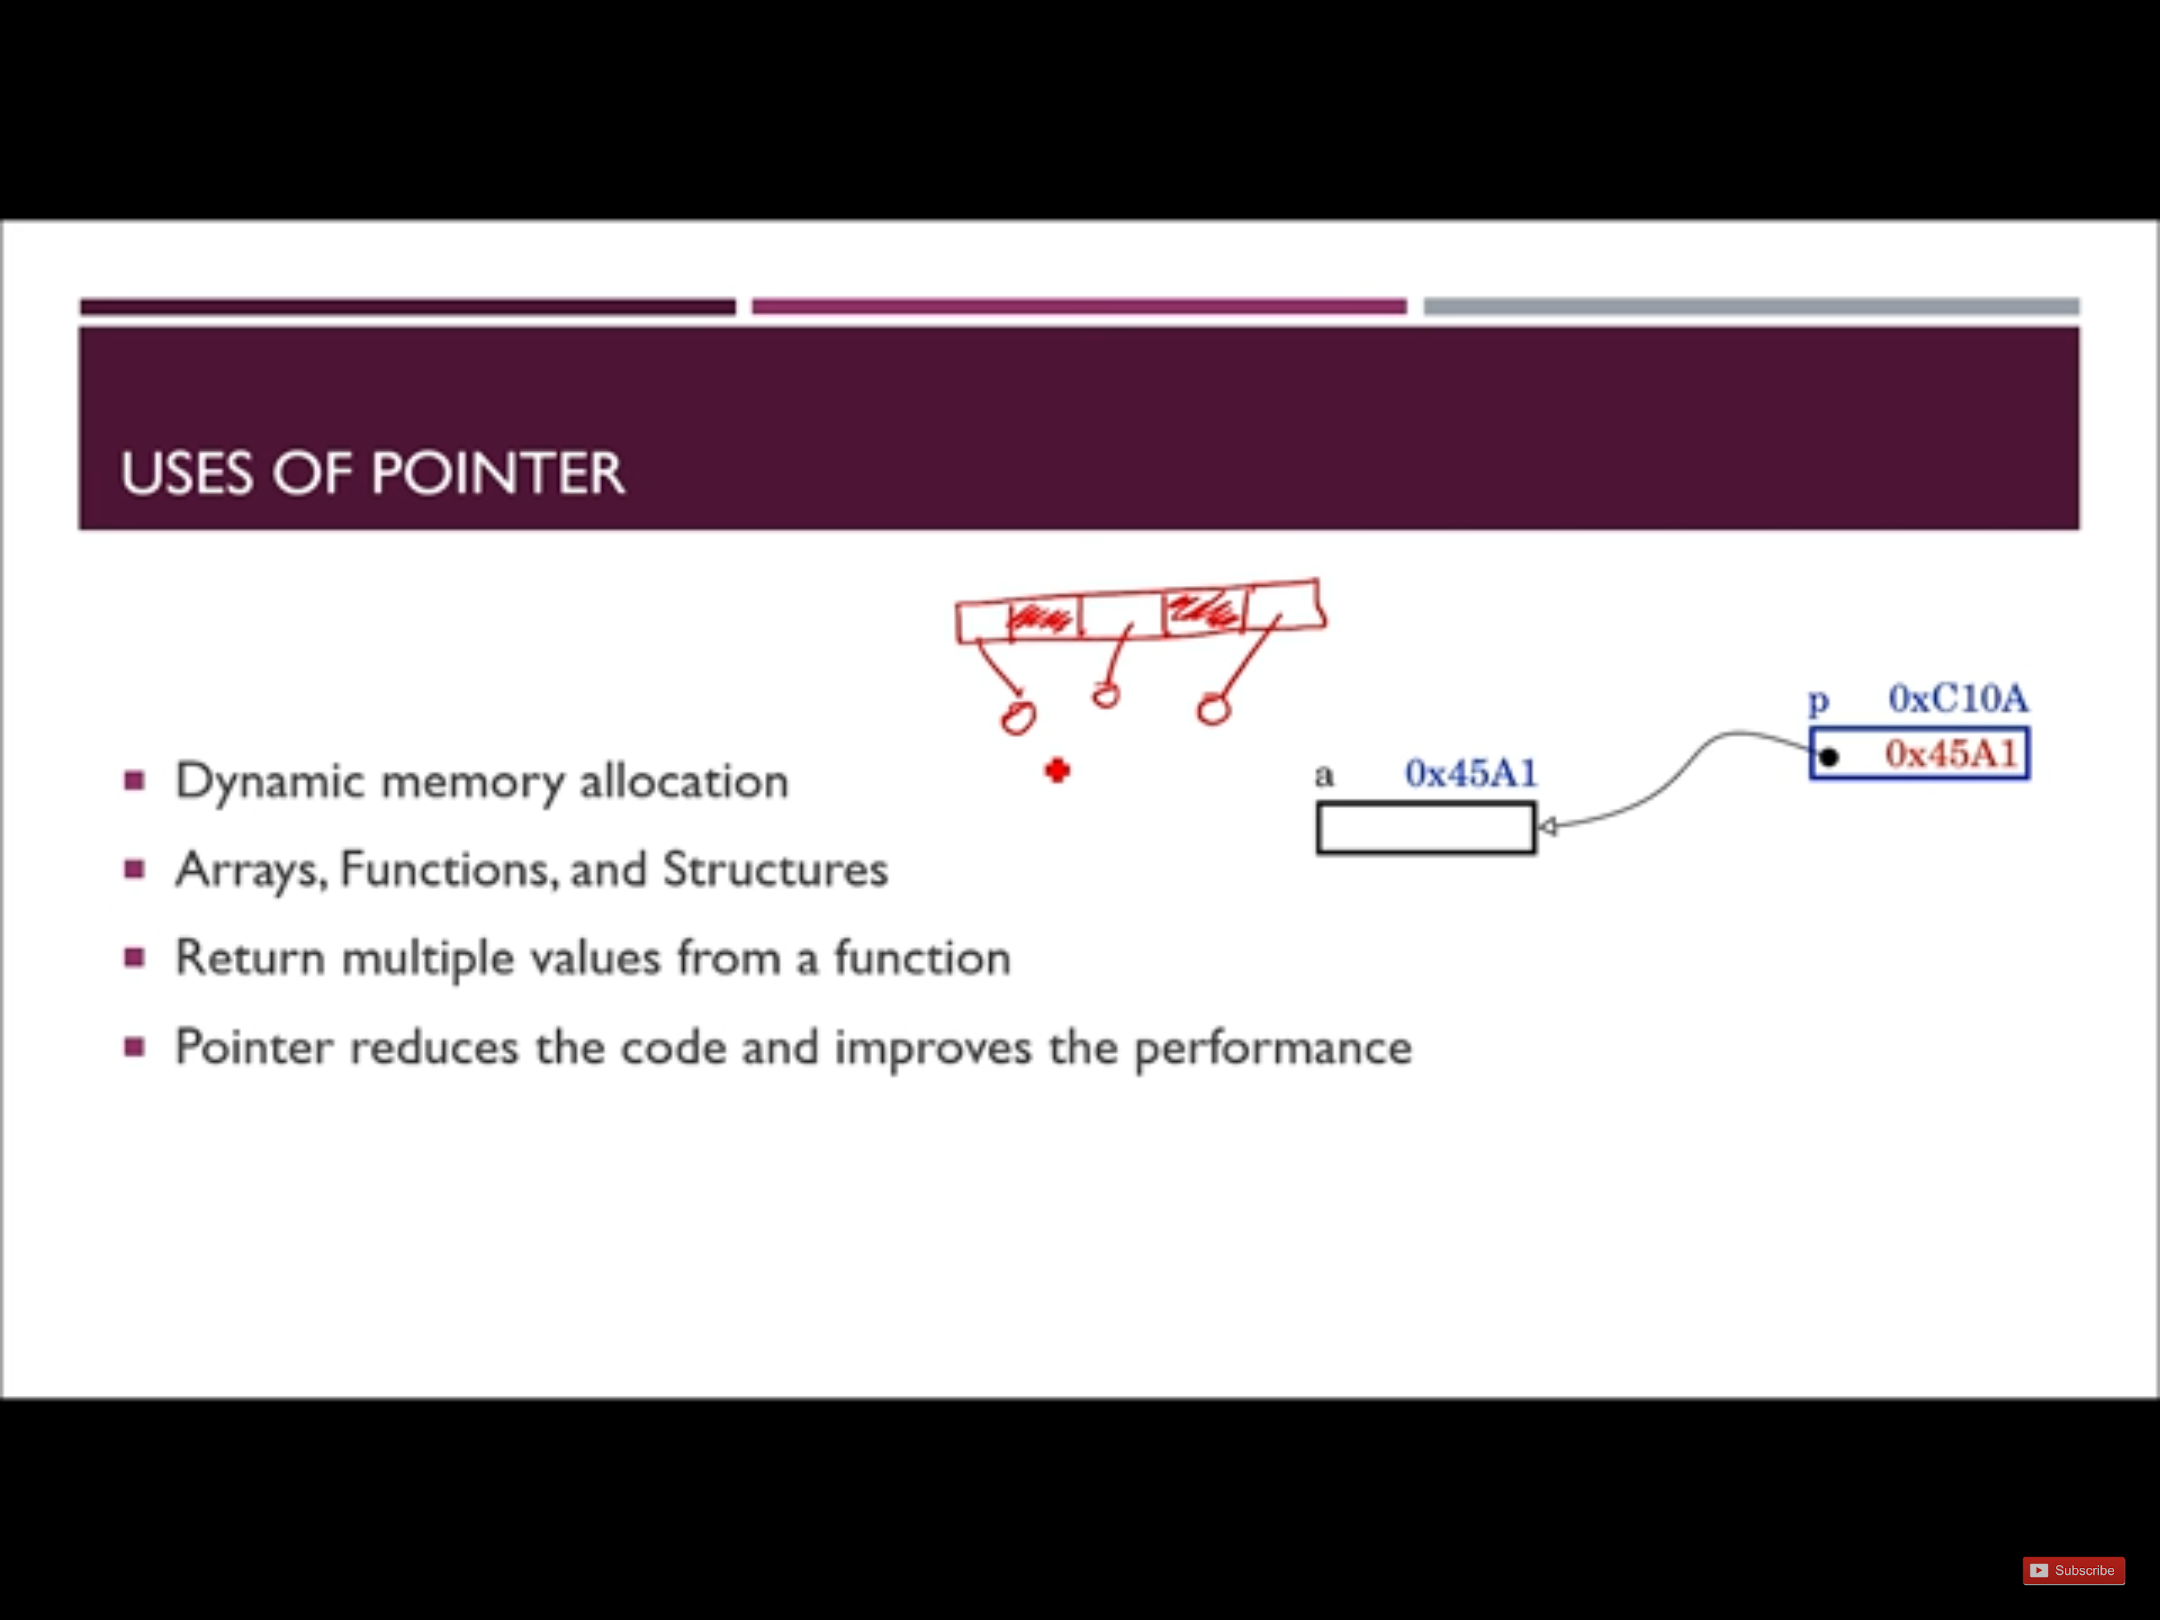 USES OF POINTER
p 0xC10A
0x45A1
a 0x45A1
Dynamic memory allocation
Arrays, Functions, and Structures
Return multiple values from a function
Pointer reduces the code and improves the performance
Subscribe